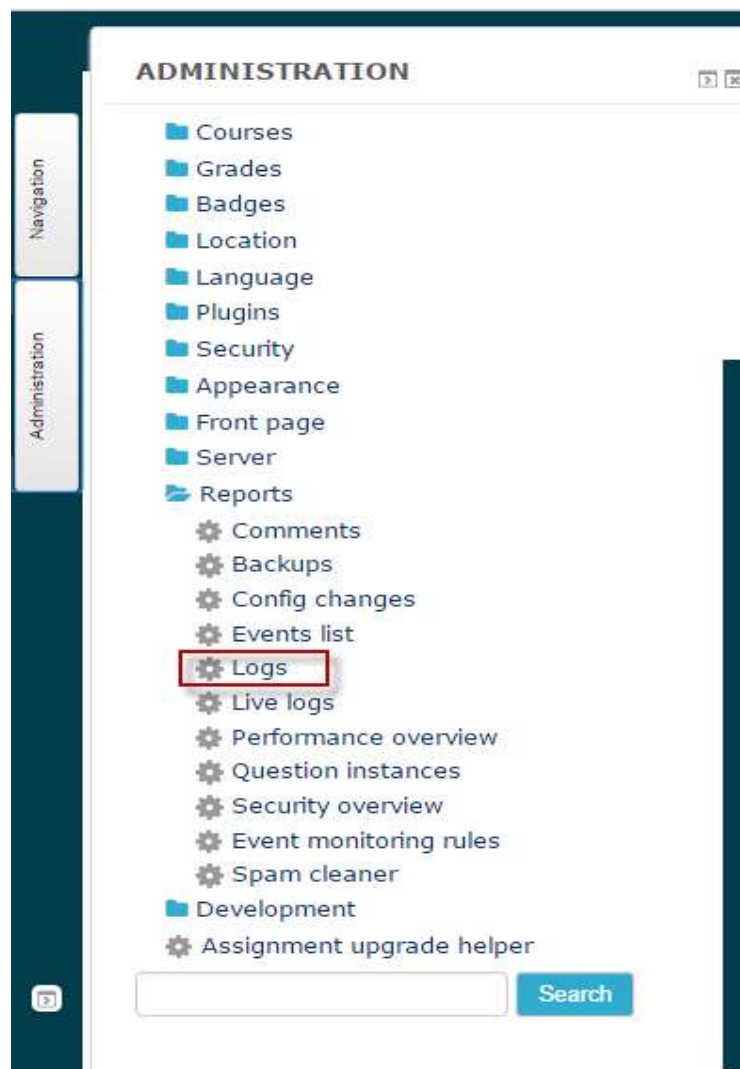 ADMINISTRATION
Navigation
Administration
Courses
Grades
Badges
Location
Language
Plugins
Security
Appearance
Front page
Server
Reports
Comments
Backups
Config changes
Events list
Logs
Live logs
Performance overview
Question instances
Security overview
Event monitoring rules
Spam cleaner
Development
Assignment upgrade helper
Search